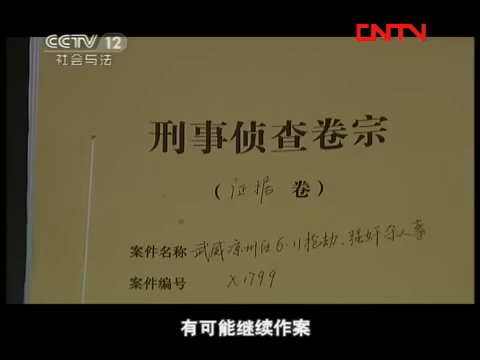 CCTV 12
社会与法
CNTV
刑事侦查卷宗
(证据 卷)
案件名称 武威凉州区6·11抢劫、强奸杀人案
案件编号 X1799
有可能继续作案